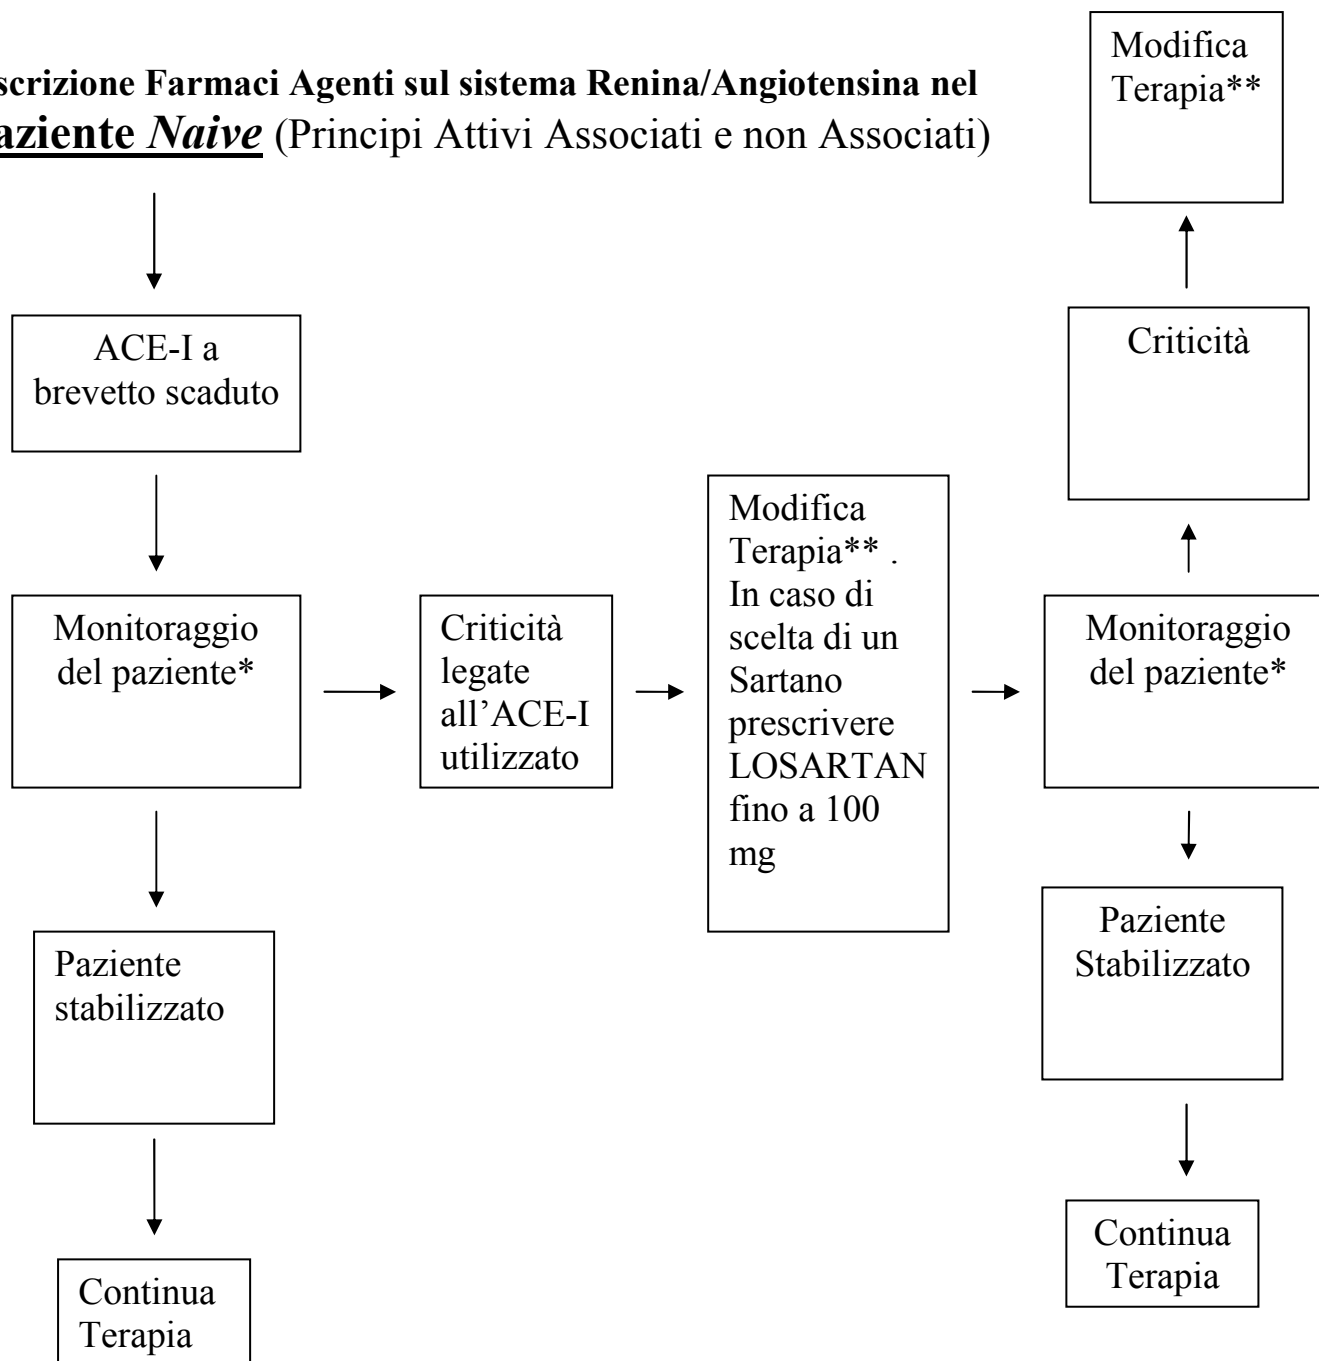 scrizione Farmaci Agenti sul sistema Renina/Angiotensina nel
aziente Naive (Principi Attivi Associati e non Associati)
ACE-I a
brevetto scaduto
Monitoraggio
del paziente*
Paziente
stabilizzato
Continua
Terapia
Criticità
legate
all’ACE-I
utilizzato
Modifica
Terapia** .
In caso di
scelta di un
Sartano
prescrivere
LOSARTAN
fino a 100
mg
Monitoraggio
del paziente*
Criticità
Modifica
Terapia**
Paziente
Stabilizzato
Continua
Terapia